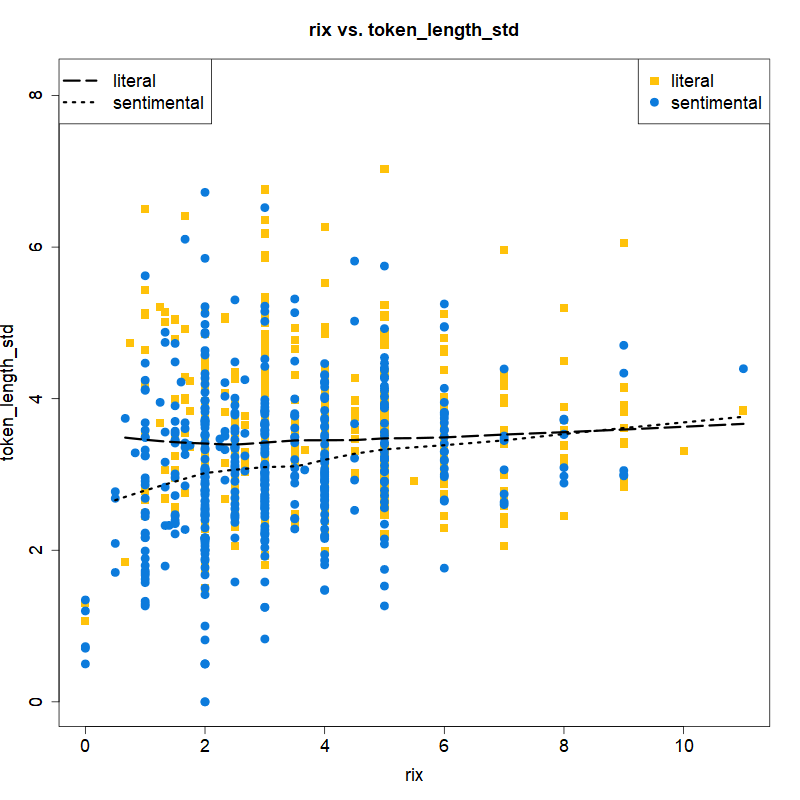 rix vs. token_length_std
literal
sentimental
literal
sentimental
token_length_std
8
6
4
2
0
0 2 4 6 8 10
rix